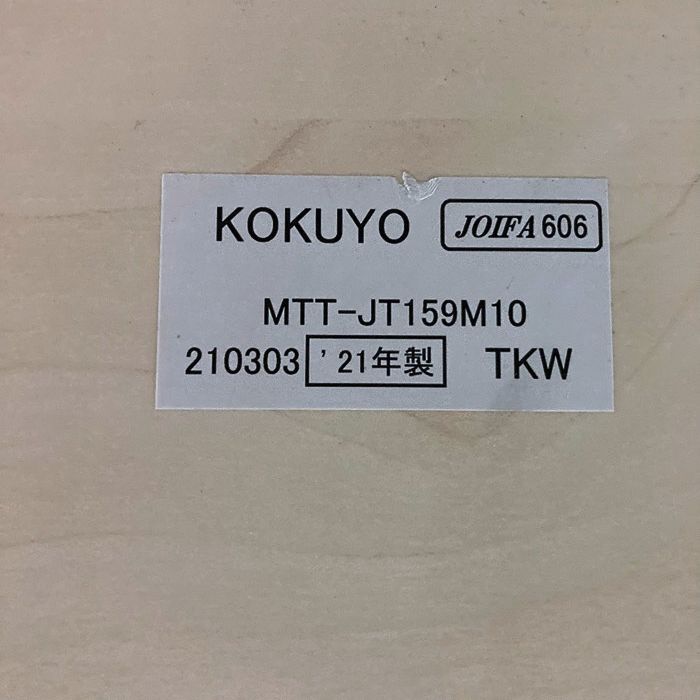 KOKUYO JOIFA 606
MTT-JT159M10
210303 '21年製 TKW